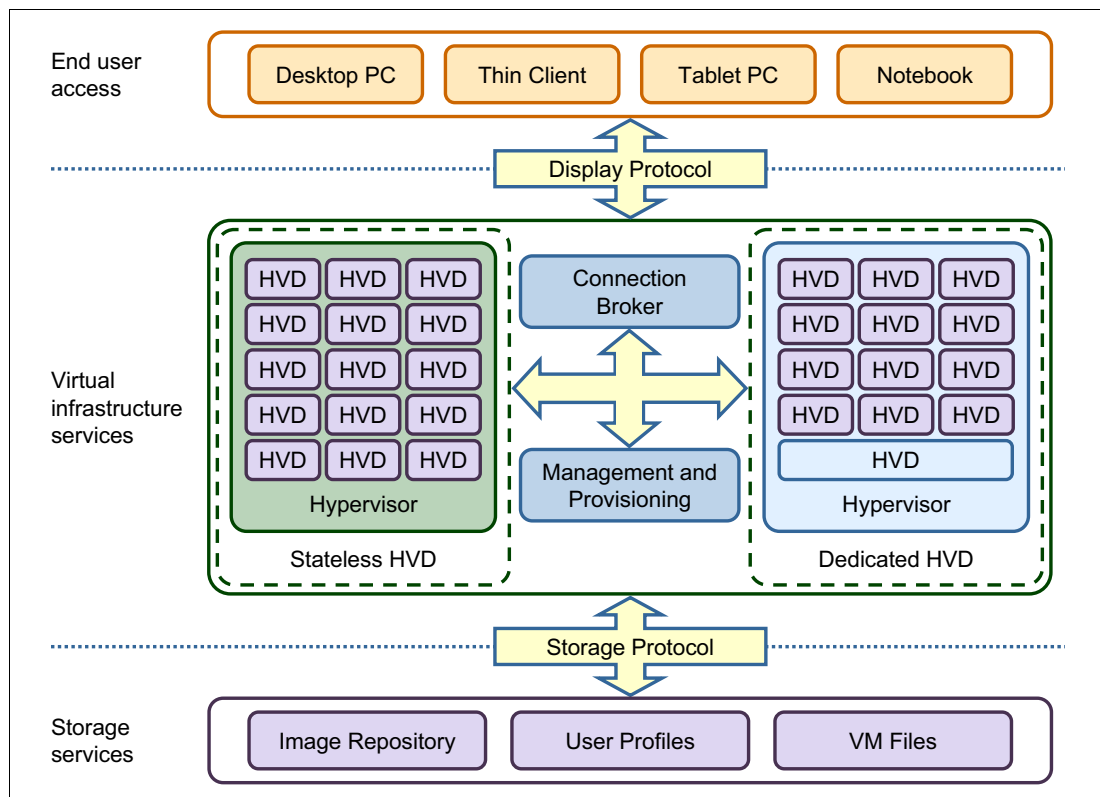 End user
access
Desktop PC
Thin Client
Tablet PC
Notebook
Display Protocol
Virtual
infrastructure
services
HVD HVD HVD
HVD HVD HVD
HVD HVD HVD
HVD HVD HVD
HVD HVD HVD
Hypervisor
Stateless HVD
Connection
Broker
Management and
Provisioning
HVD HVD HVD
HVD HVD HVD
HVD HVD HVD
HVD HVD HVD
HVD
Hypervisor
Dedicated HVD
Storage Protocol
Storage
services
Image Repository
User Profiles
VM Files